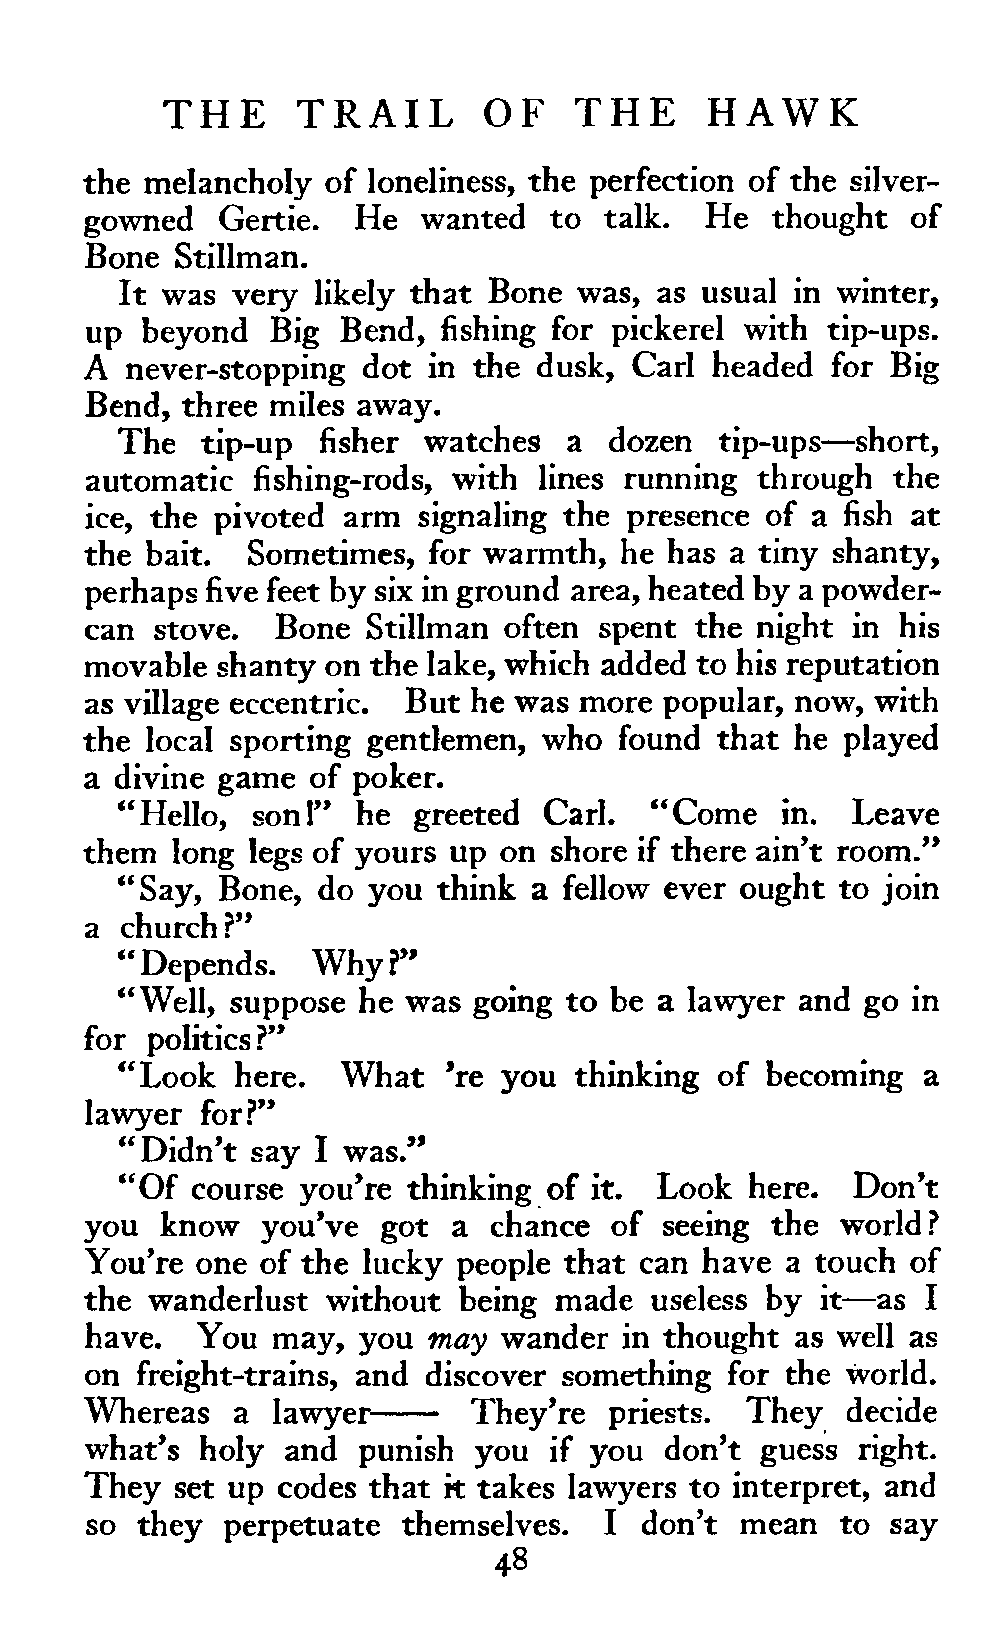 THE TRAIL OF THE HAWK
the melancholy of loneliness, the perfection of the silver-
gowned Gertie. He wanted to talk. He thought of
Bone Stillman.
It was very likely that Bone was, as usual in winter,
up beyond Big Bend, fishing for pickerel with tip-ups.
A never-stopping dot in the dusk, Carl headed for Big
Bend, three miles away.
The tip-up fisher watches a dozen tip-ups—short,
automatic fishing-rods, with lines running through the
ice, the pivoted arm signaling the presence of a fish at
the bait. Sometimes, for warmth, he has a tiny shanty,
perhaps five feet by six in ground area, heated by a powder-
can stove. Bone Stillman often spent the night in his
movable shanty on the lake, which added to his reputation
as village eccentric. But he was more popular, now, with
the local sporting gentlemen, who found that he played
a divine game of poker.
"Hello, son!" he greeted Carl. "Come in. Leave
them long legs of yours up on shore if there ain't room."
"Say, Bone, do you think a fellow ever ought to join
a church?"
"Depends. Why?"
"Well, suppose he was going to be a lawyer and go in
for politics?"
"Look here. What 're you thinking of becoming a
lawyer for?"
"Didn't say I was."
"Of course you're thinking of it. Look here. Don't
you know you've got a chance of seeing the world?
You're one of the lucky people that can have a touch of
the wanderlust without being made useless by it—as I
have. You may, you may wander in thought as well as
on freight-trains, and discover something for the world.
Whereas a lawyer—— They're priests. They decide
what's holy and punish you if you don't guess right.
They set up codes that it takes lawyers to interpret, and
so they perpetuate themselves. I don't mean to say
48